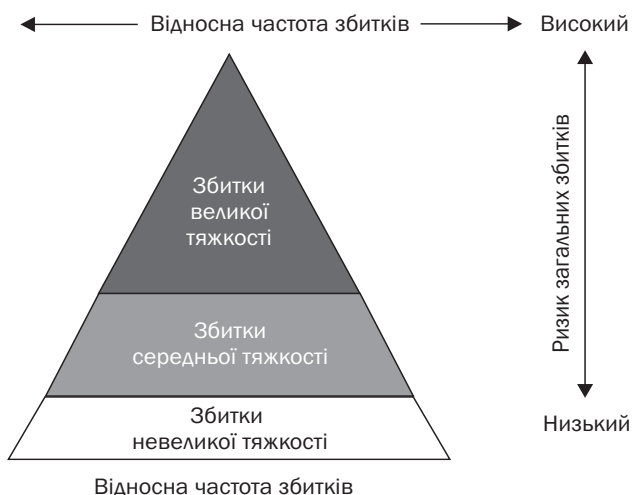 Відносна частота збитків
Високий
Збитки
великої
тяжкості
Ризик загальних збитків
Збитки
середньої тяжкості
Збитки
невеликої тяжкості
Низький
Відносна частота збитків